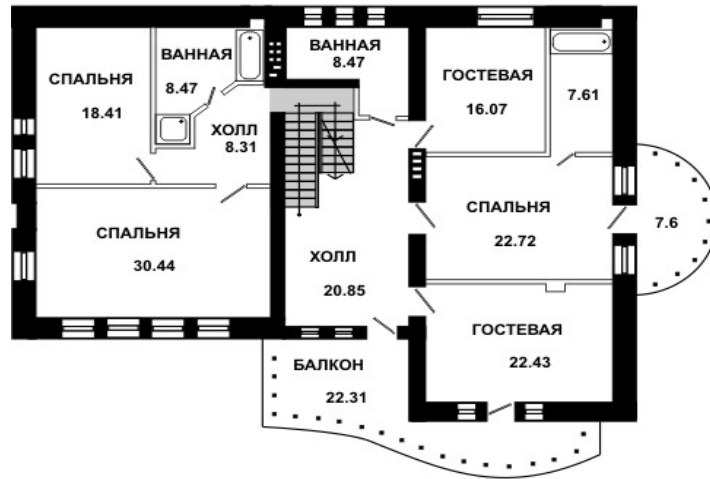 СПАЛЬНЯ
18.41
ВАННАЯ
8.47
ХОЛЛ
8.31
ВАННАЯ
8.47
ГОСТЕВАЯ
16.07
7.61
СПАЛЬНЯ
30.44
ХОЛЛ
20.85
СПАЛЬНЯ
22.72
7.6
ГОСТЕВАЯ
22.43
БАЛКОН
22.31